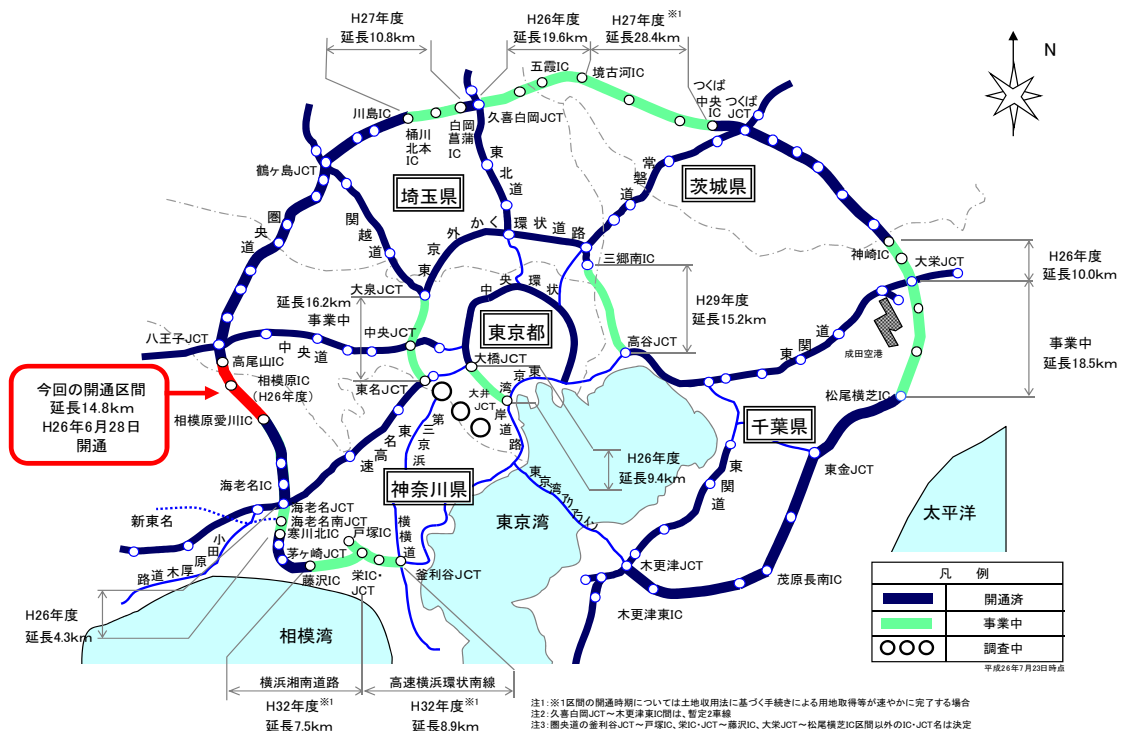 H27年度
延長10.8km
H26年度
延長19.6km
H27年度※1
延長28.4km
N
五霞IC
境古河IC
つくば
中央
IC
つくば
JCT
川島IC
桶川
北本
IC
白岡
菖蒲
IC
久喜白岡JCT
鶴ヶ島JCT
埼玉県
東北道
常磐道
茨城県
圏央道
関越道
東京外かく環状道路
三郷南IC
神崎IC
大栄JCT
H26年度
延長10.0km
大泉JCT
中央環状
延長16.2km
事業中
H29年度
延長15.2km
八王子JCT
中央道
中央JCT
東京都
大橋JCT
高谷JCT
東関道
成田空港
事業中
延長18.5km
高尾山IC
相模原IC
(H26年度)
今回の開通区間
延長14.8km
H26年6月28日
開通
東名JCT
大井
JCT
東京湾岸道路
松尾横芝IC
相模原愛川IC
第三京浜
東名高速
千葉県
東金JCT
H26年度
延長9.4km
海老名IC
神奈川県
東京湾アクアライン
東関道
海老名JCT
新東名
海老名南JCT
東京湾
太平洋
寒川北IC
戸塚IC
横横道
小田原厚木道路
茅ヶ崎JCT
藤沢IC
栄IC・
JCT
釜利谷JCT
木更津JCT
茂原長南IC
木更津東IC
H26年度
延長4.3km
相模湾
凡 例
開通済
事業中
調査中
平成26年7月23日時点
横浜湘南道路
高速横浜環状南線
H32年度※1
延長7.5km
H32年度※1
延長8.9km
注1:※1区間の開通時期については土地収用法に基づく手続きによる用地取得等が速やかに完了する場合
注2:久喜白岡JCT～木更津東IC間は、暫定2車線
注3:圏央道の釜利谷JCT～戸塚IC、栄IC・JCT～藤沢IC、大栄JCT～松尾横芝IC区間以外のIC・JCT名は決定